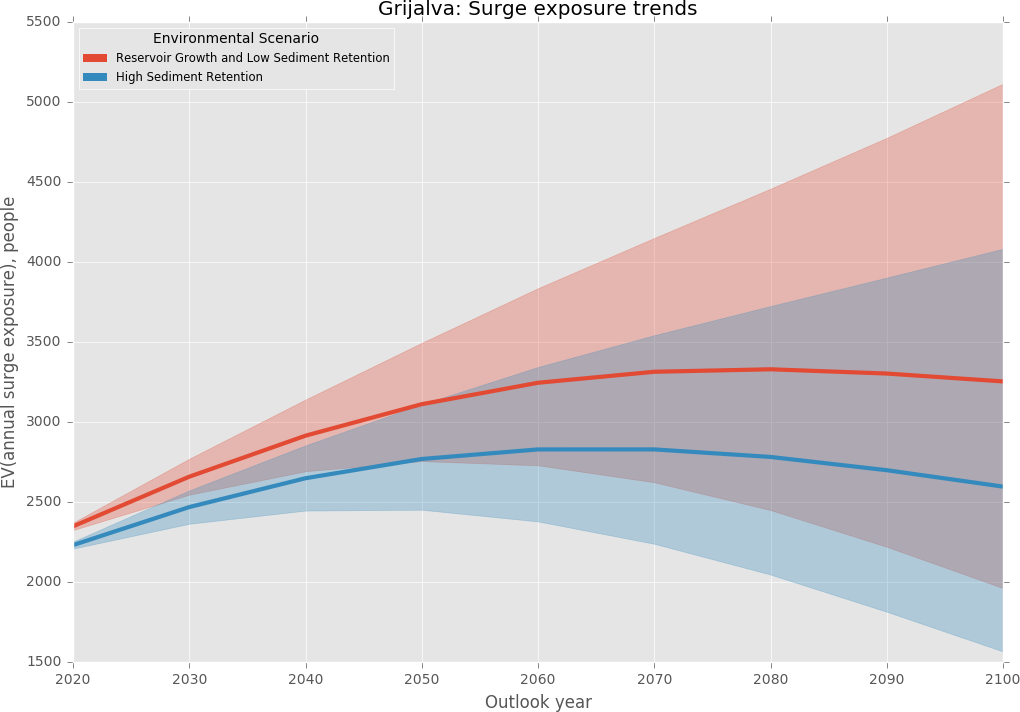 Grijalva: Surge exposure trends
Environmental Scenario
Reservoir Growth and Low Sediment Retention
High Sediment Retention
EV(annual surge exposure), people
5500
5000
4500
4000
3500
3000
2500
2000
1500
2020 2030 2040 2050 2060 2070 2080 2090 2100
Outlook year